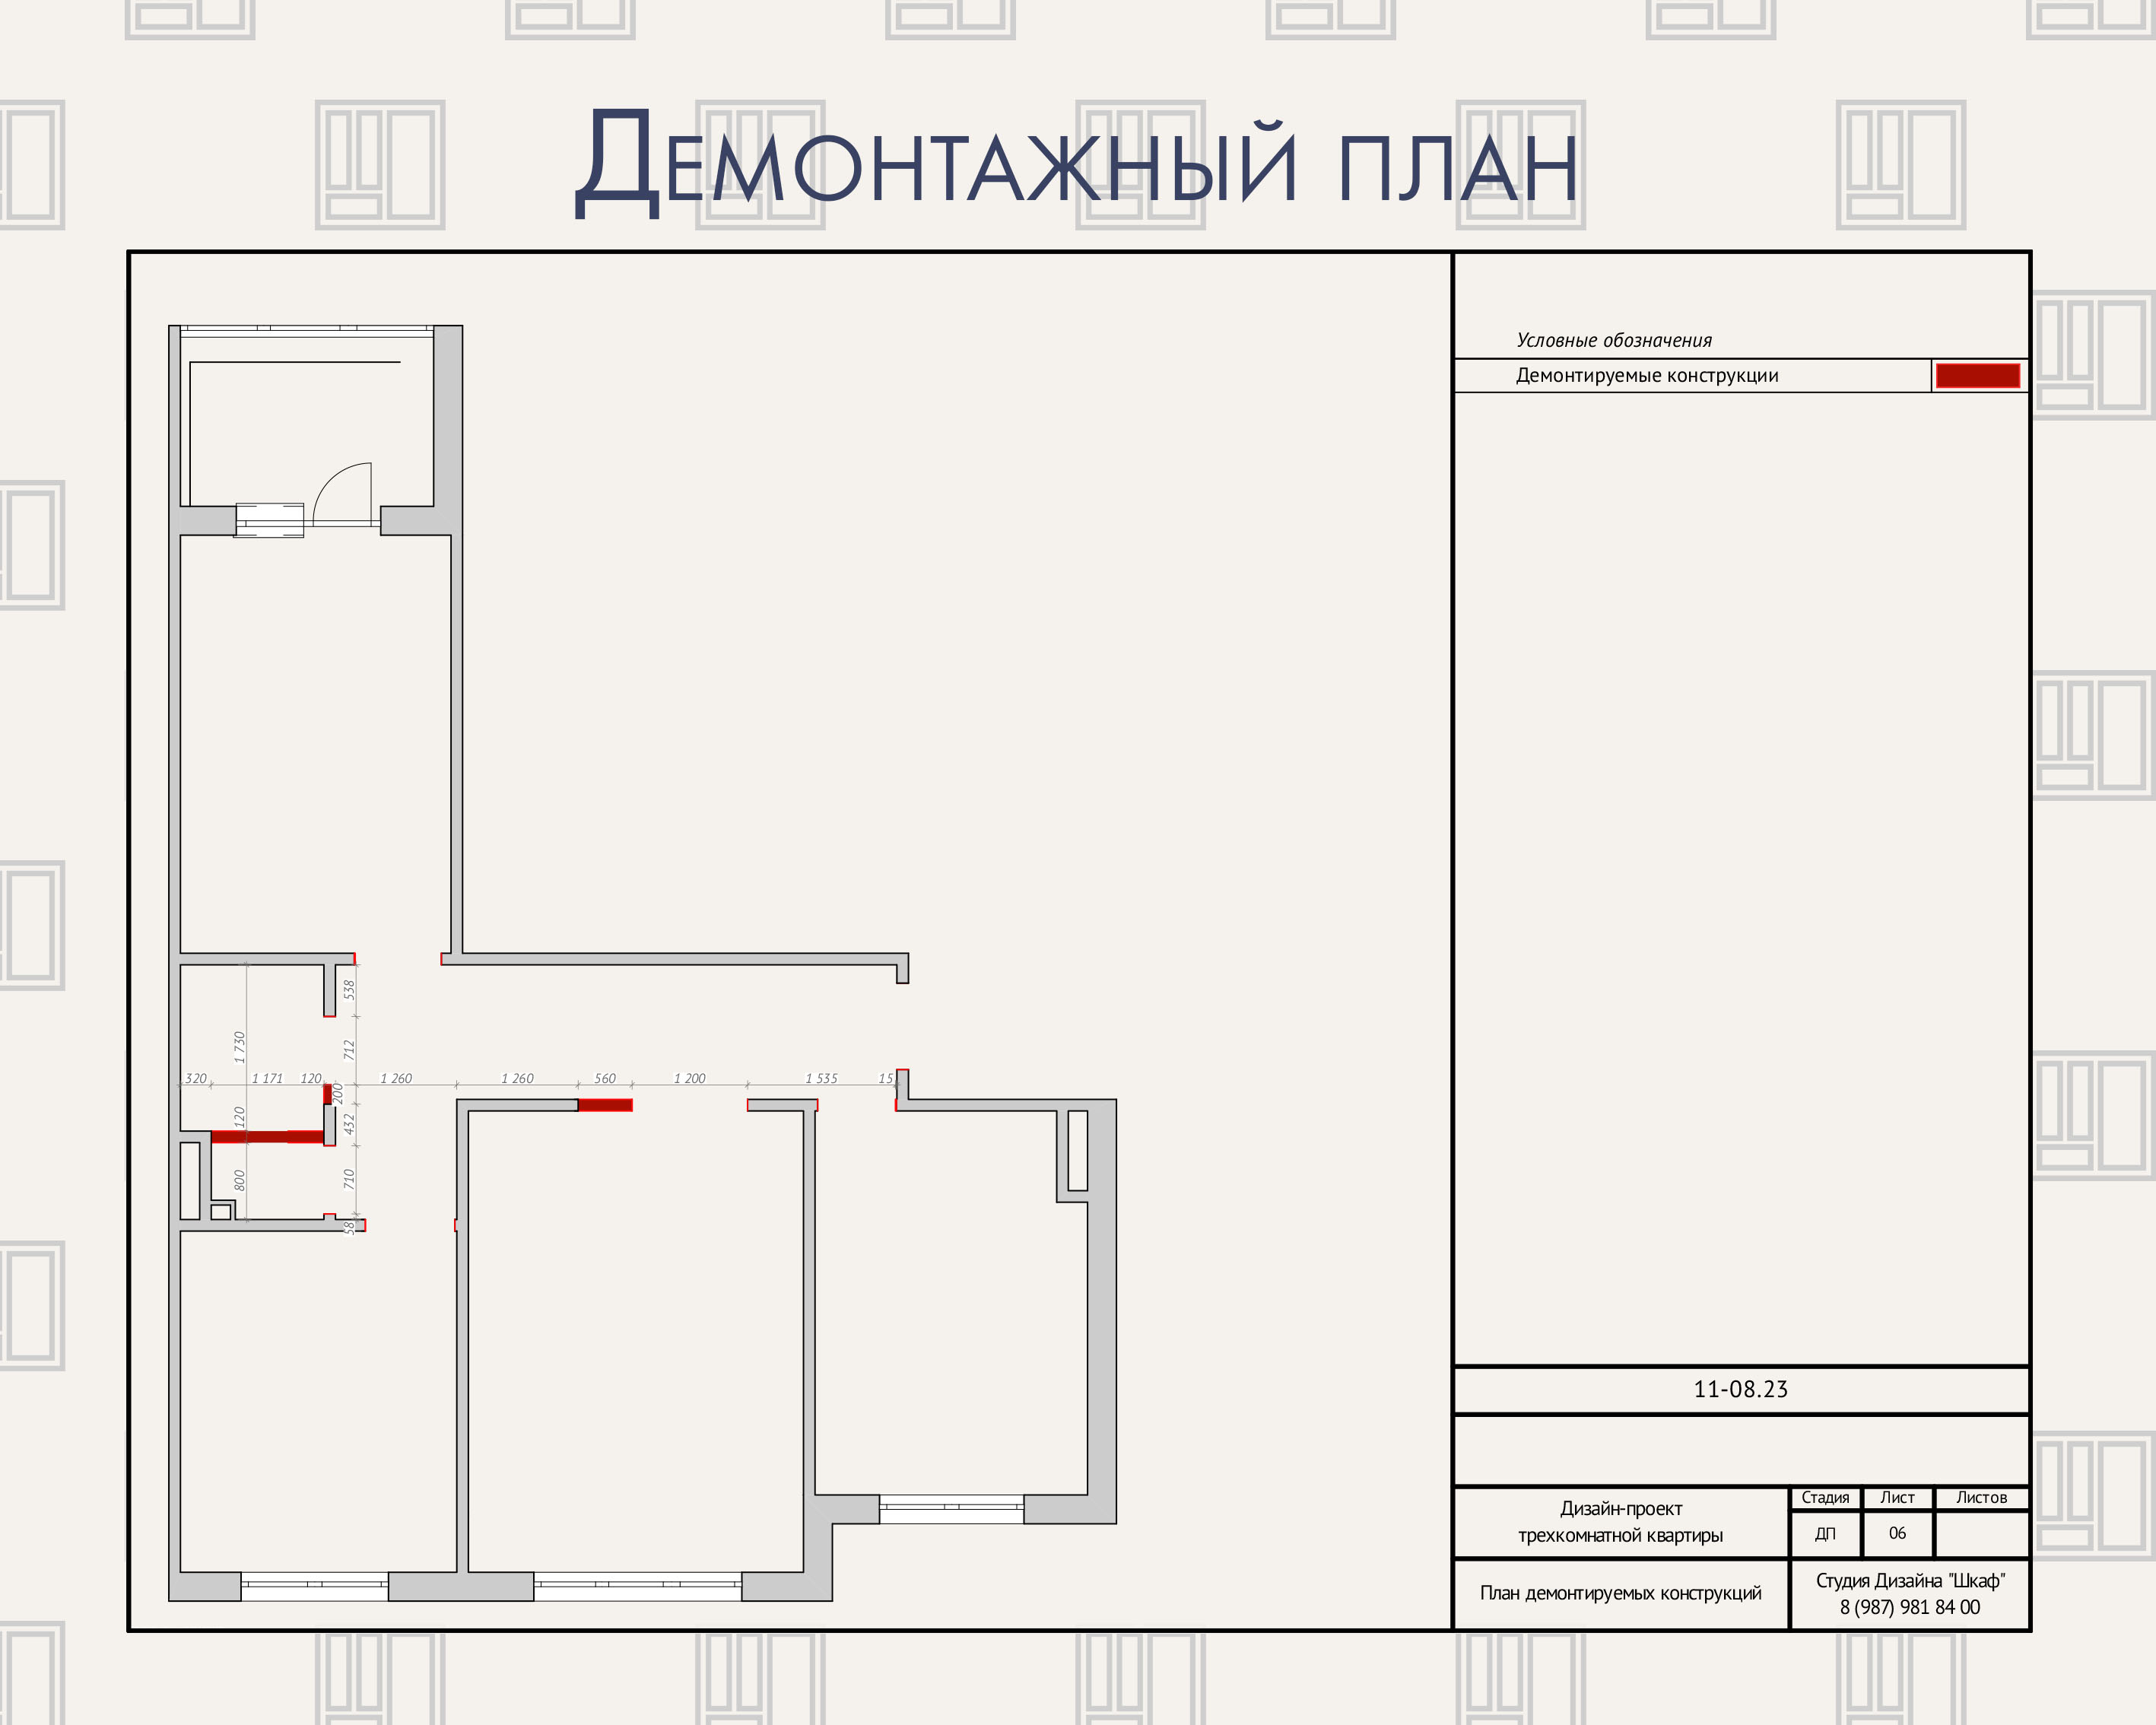 Демонтажный план
Условные обозначения
Демонтируемые конструкции
538
1 730
712
320
1 171
120
1 260
1 260
560
1 200
1 535
15
200
120
432
800
710
58
11-08.23
Дизайн-проект
трехкомнатной квартиры
Стадия
Лист
Листов
ДП
06
План демонтируемых конструкций
Студия Дизайна "Шкаф"
8 (987) 981 84 00